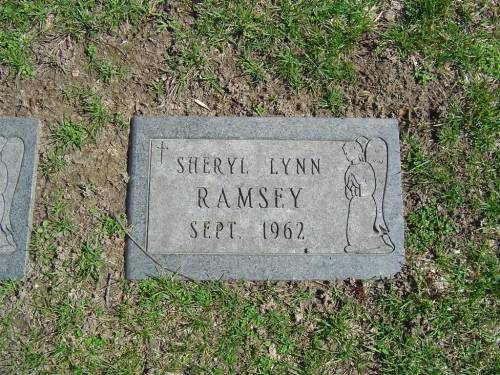 SHERYL LYNN
RAMSEY
SEPT. 1962